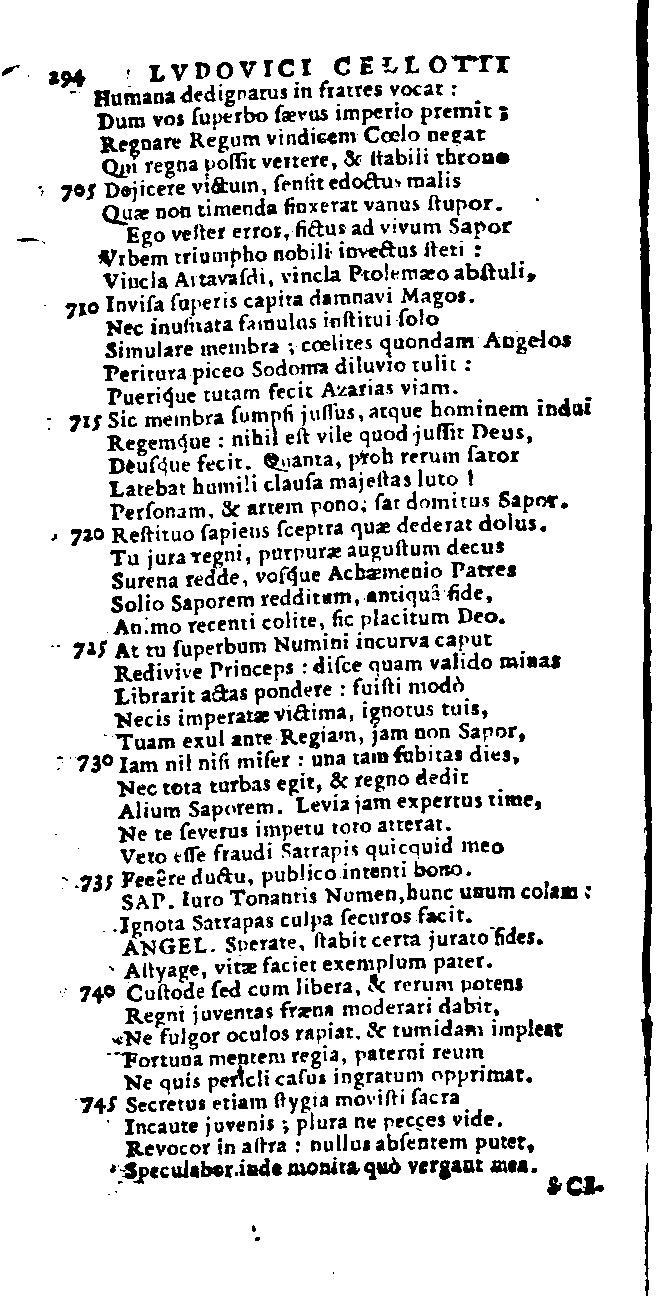 294 LVDOVICI CELLOTII
Humana dedignatus in fratres vocat :
Dum vos ſuperbo ſævus imperio premit ;
Regnare Regum vindicem Cœlo negat
Qui regna poſſit vertere, & ſtabili throno
705 Dejicere victum, ſenſit edoctus malis
Quæ non timenda finxerat vanus ſtupor.
Ego veſter error, fictus ad vivum Sapor
Vrbem triumpho nobili invectus ſteti :
Vincla Artavaſdi, vincla Ptolemæo abſtuli,
710 Inviſa ſuperis capita damnavi Magos.
Nec inuſitata famulus inſtitui ſolo
Simulare membra ; cœlites quondam Angelos
Peritura piceo Sodoma diluvio tulit :
Pueriſque tutam fecit Azarias viam.
715 Sic membra ſumpſi juſſus, atque hominem indui
Regemque : nihil eſt vile quod juſſit Deus,
Deuſque fecit. Quanta, proh rerum ſator
Latebat humili clauſa majeſtas luto !
Perſonam, & artem pono; ſat domitus Sapor.
720 Reſtituo ſapiens ſceptra quæ dederat dolus.
Tu jura regni, purpuræ auguſtum decus
Surena redde, voſque Achæmenio Patres
Solio Saporem redditum, antiquâ fide,
Animo recenti colite, ſic placitum Deo.
725 At tu ſuperbum Numini incurva caput
Redivive Princeps : diſce quam valido minas
Librarit actas pondere : fuiſti modò
Necis imperatæ victima, ignotus tuis,
Tuam exul ante Regiam, jam non Sapor,
730 Iam nil niſi miſer : una tam ſubitas dies,
Nec tota turbas egit, & regno dedit
Alium Saporem. Levia jam expertus time,
Ne te ſeverus impetu toto atterat.
Veto eſſe fraudi Satrapis quicquid meo
735 Fecêre ductu, publico intenti bono.
SAP. Iuro Tonantis Numen, hunc unum colam :
Ignota Satrapas culpa ſecuros facit.
ANGEL. Sperate, ſtabit certa jurato fides.
Aſtyage, vitæ faciet exemplum pater.
740 Cuſtode ſed cum libera, & rerum potens
Regni juventas fræna moderari dabit,
Ne fulgor oculos rapiat, & tumidam impleat
Fortuna mentem regia, paterni reum
Ne quis pericli caſus ingratum opprimat.
745 Secretus etiam ſtygia moviſti ſacra
Incaute juvenis ; plura ne pecces vide.
Revocor in aſtra : nullus abſentem putet,
Speculabor inde monita quò vergant mea.
SCE-